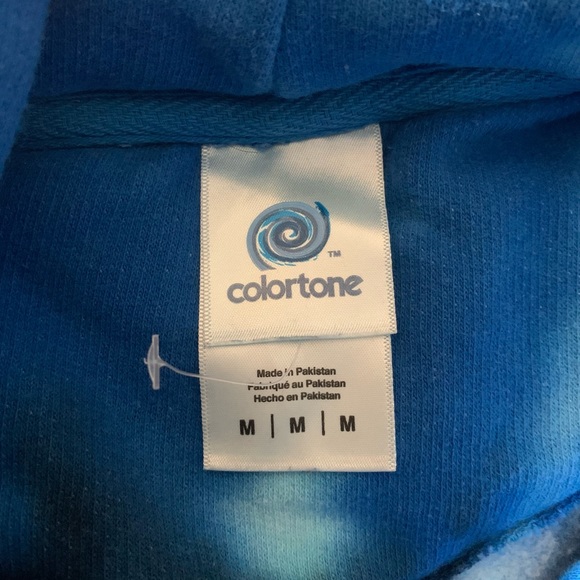 TM
colortone
Made in Pakistan
Fabriqué au Pakistan
Hecho en Pakistan
M | M | M